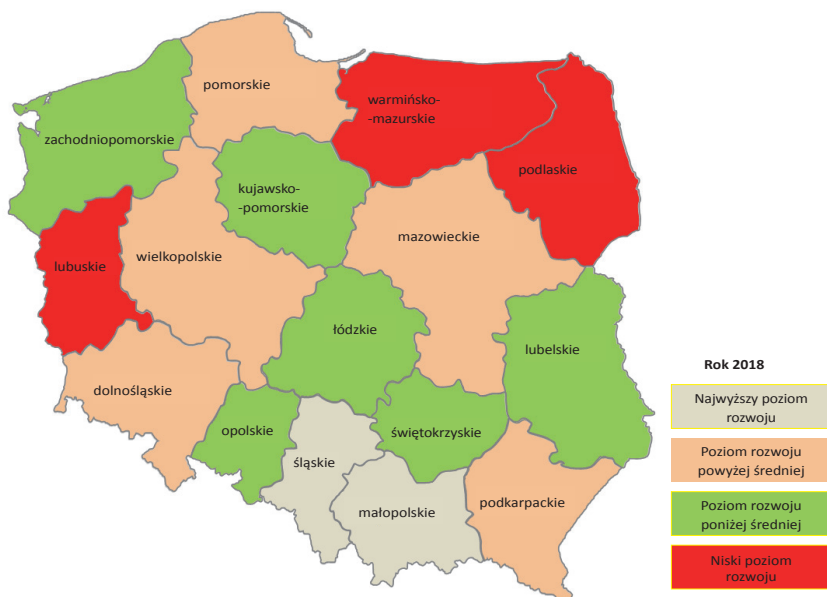 pomorskie
warmińsko-
-mazurskie
zachodniopomorskie
podlaskie
kujawsko-
-pomorskie
mazowieckie
wielkopolskie
lubuskie
łódzkie
lubelskie
dolnośląskie
opolskie
świętokrzyskie
śląskie
podkarpackie
małopolskie
Rok 2018
Najwyższy poziom
rozwoju
Poziom rozwoju
powyżej średniej
Poziom rozwoju
poniżej średniej
Niski poziom
rozwoju